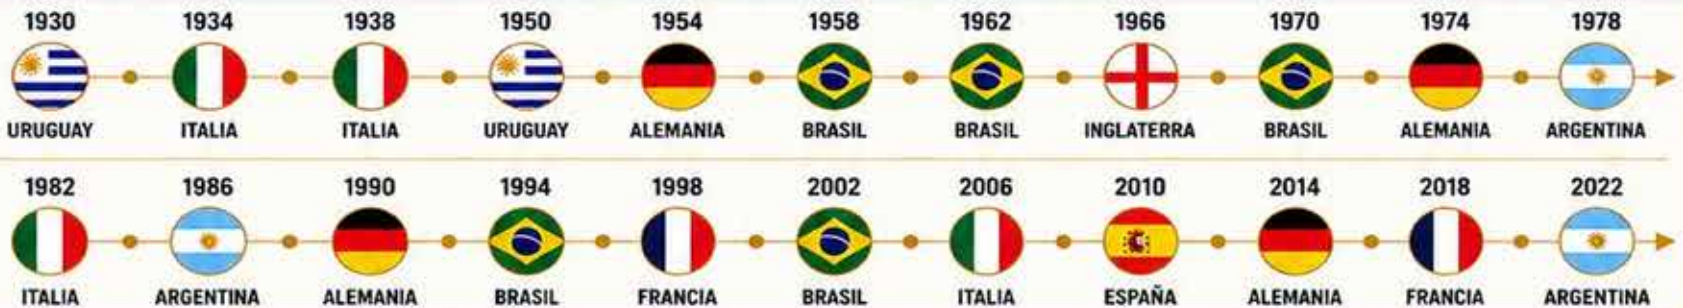 1930 1934 1938 1950 1954 1958 1962 1966 1970 1974 1978
URUGUAY ITALIA ITALIA URUGUAY ALEMANIA BRASIL BRASIL INGLATERRA BRASIL ALEMANIA ARGENTINA
1982 1986 1990 1994 1998 2002 2006 2010 2014 2018 2022
ITALIA ARGENTINA ALEMANIA BRASIL FRANCIA BRASIL ITALIA ESPAÑA ALEMANIA FRANCIA ARGENTINA